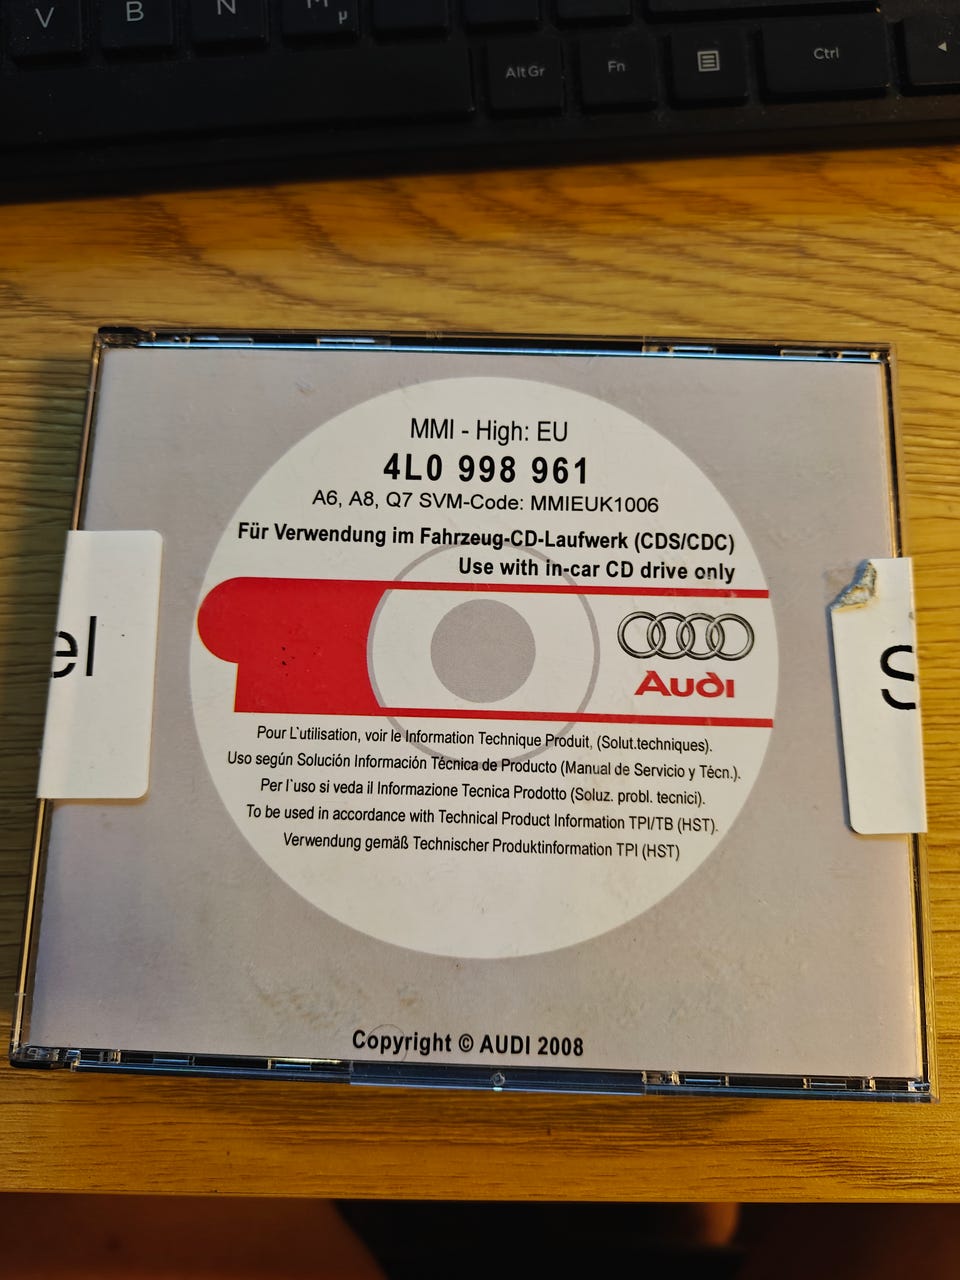 V B N M µ
AltGr Fn Ctrl
MMI - High: EU
4L0 998 961
A6, A8, Q7 SVM-Code: MMIEUK1006
Für Verwendung im Fahrzeug-CD-Laufwerk (CDS/CDC)
Use with in-car CD drive only
el
S
Audi
Pour L`utilisation, voir le Information Technique Produit, (Solut.techniques).
Uso según Solución Información Técnica de Producto (Manual de Servicio y Técn.).
Per l`uso si veda il Informazione Tecnica Prodotto (Soluz. probl. tecnici).
To be used in accordance with Technical Product Information TPI/TB (HST).
Verwendung gemäß Technischer Produktinformation TPI (HST)
Copyright © AUDI 2008